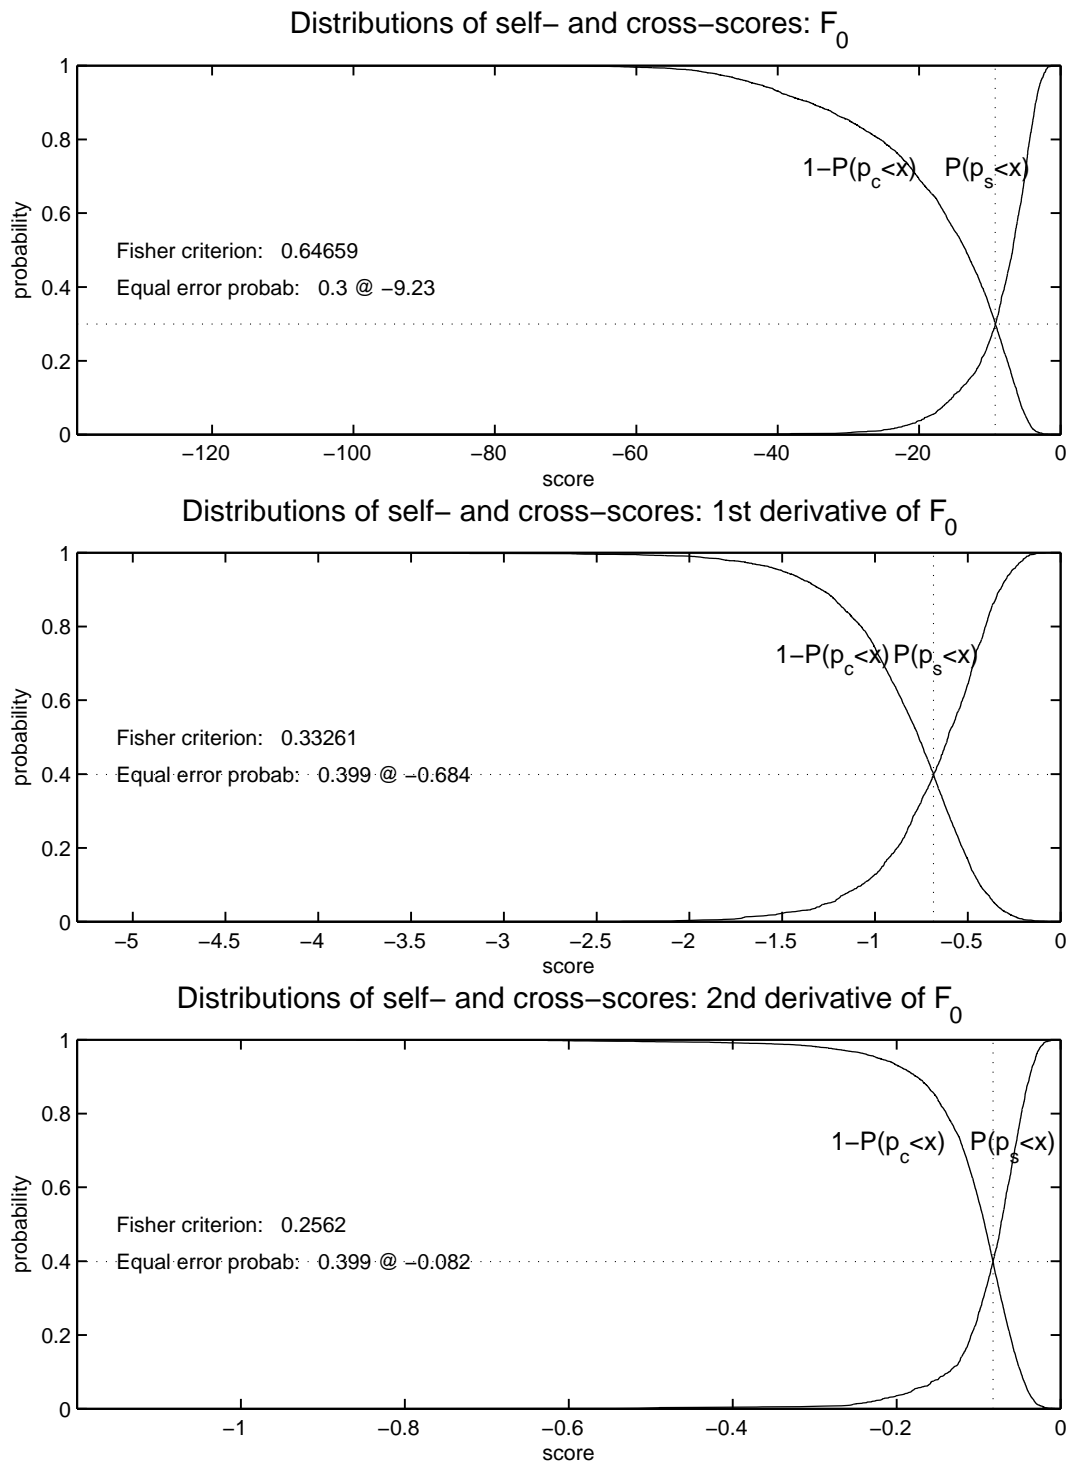 Distributions of self− and cross−scores: F0
1
0.8
0.6
0.4
0.2
0
probability
1−P(pc<x) P(ps<x)
Fisher criterion: 0.64659
Equal error probab: 0.3 @ −9.23
−120 −100 −80 −60 −40 −20 0
score
Distributions of self− and cross−scores: 1st derivative of F0
1
0.8
0.6
0.4
0.2
0
probability
1−P(pc<x) P(ps<x)
Fisher criterion: 0.33261
Equal error probab: 0.399 @ −0.684
−5 −4.5 −4 −3.5 −3 −2.5 −2 −1.5 −1 −0.5 0
score
Distributions of self− and cross−scores: 2nd derivative of F0
1
0.8
0.6
0.4
0.2
0
probability
1−P(pc<x) P(ps<x)
Fisher criterion: 0.2562
Equal error probab: 0.399 @ −0.082
−1 −0.8 −0.6 −0.4 −0.2 0
score